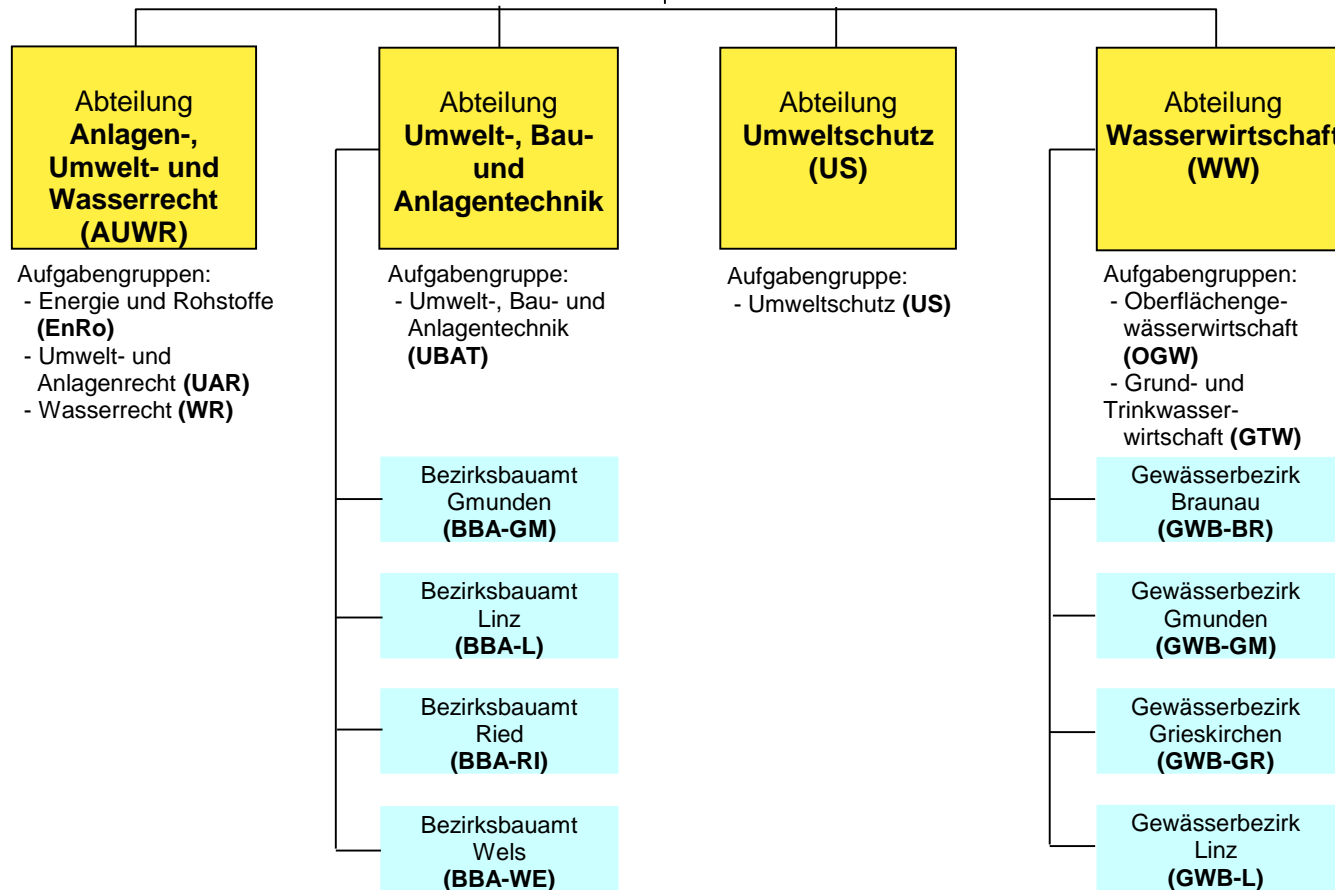 Abteilung
Anlagen-,
Umwelt- und
Wasserrecht
(AUWR)
Aufgabengruppen:
- Energie und Rohstoffe
(EnRo)
- Umwelt- und
Anlagenrecht (UAR)
- Wasserrecht (WR)
Abteilung
Umwelt-, Bau-
und
Anlagentechnik
Aufgabengruppe:
- Umwelt-, Bau- und
Anlagentechnik
(UBAT)
Bezirksbauamt
Gmunden
(BBA-GM)
Bezirksbauamt
Linz
(BBA-L)
Bezirksbauamt
Ried
(BBA-RI)
Bezirksbauamt
Wels
(BBA-WE)
Abteilung
Umweltschutz
(US)
Aufgabengruppe:
- Umweltschutz (US)
Abteilung
Wasserwirtschaft
(WW)
Aufgabengruppen:
- Oberflächenge-
wässerwirtschaft
(OGW)
- Grund- und
Trinkwasser-
wirtschaft (GTW)
Gewässerbezirk
Braunau
(GWB-BR)
Gewässerbezirk
Gmunden
(GWB-GM)
Gewässerbezirk
Grieskirchen
(GWB-GR)
Gewässerbezirk
Linz
(GWB-L)